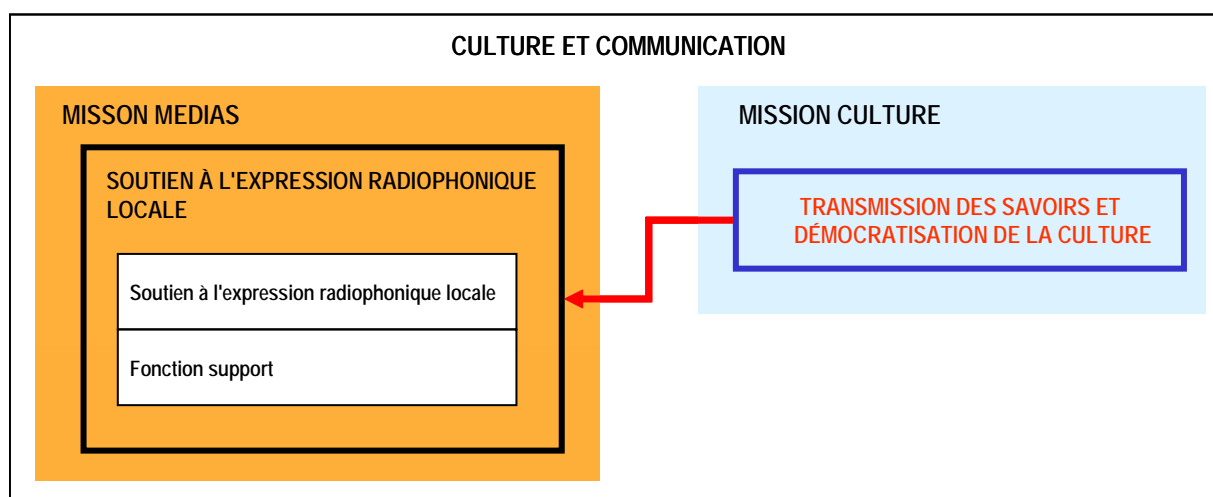 CULTURE ET COMMUNICATION
MISSON MEDIAS
SOUTIEN À L'EXPRESSION RADIOPHONIQUE
LOCALE
Soutien à l'expression radiophonique locale
Fonction support
MISSION CULTURE
TRANSMISSION DES SAVOIRS ET
DÉMOCRATISATION DE LA CULTURE